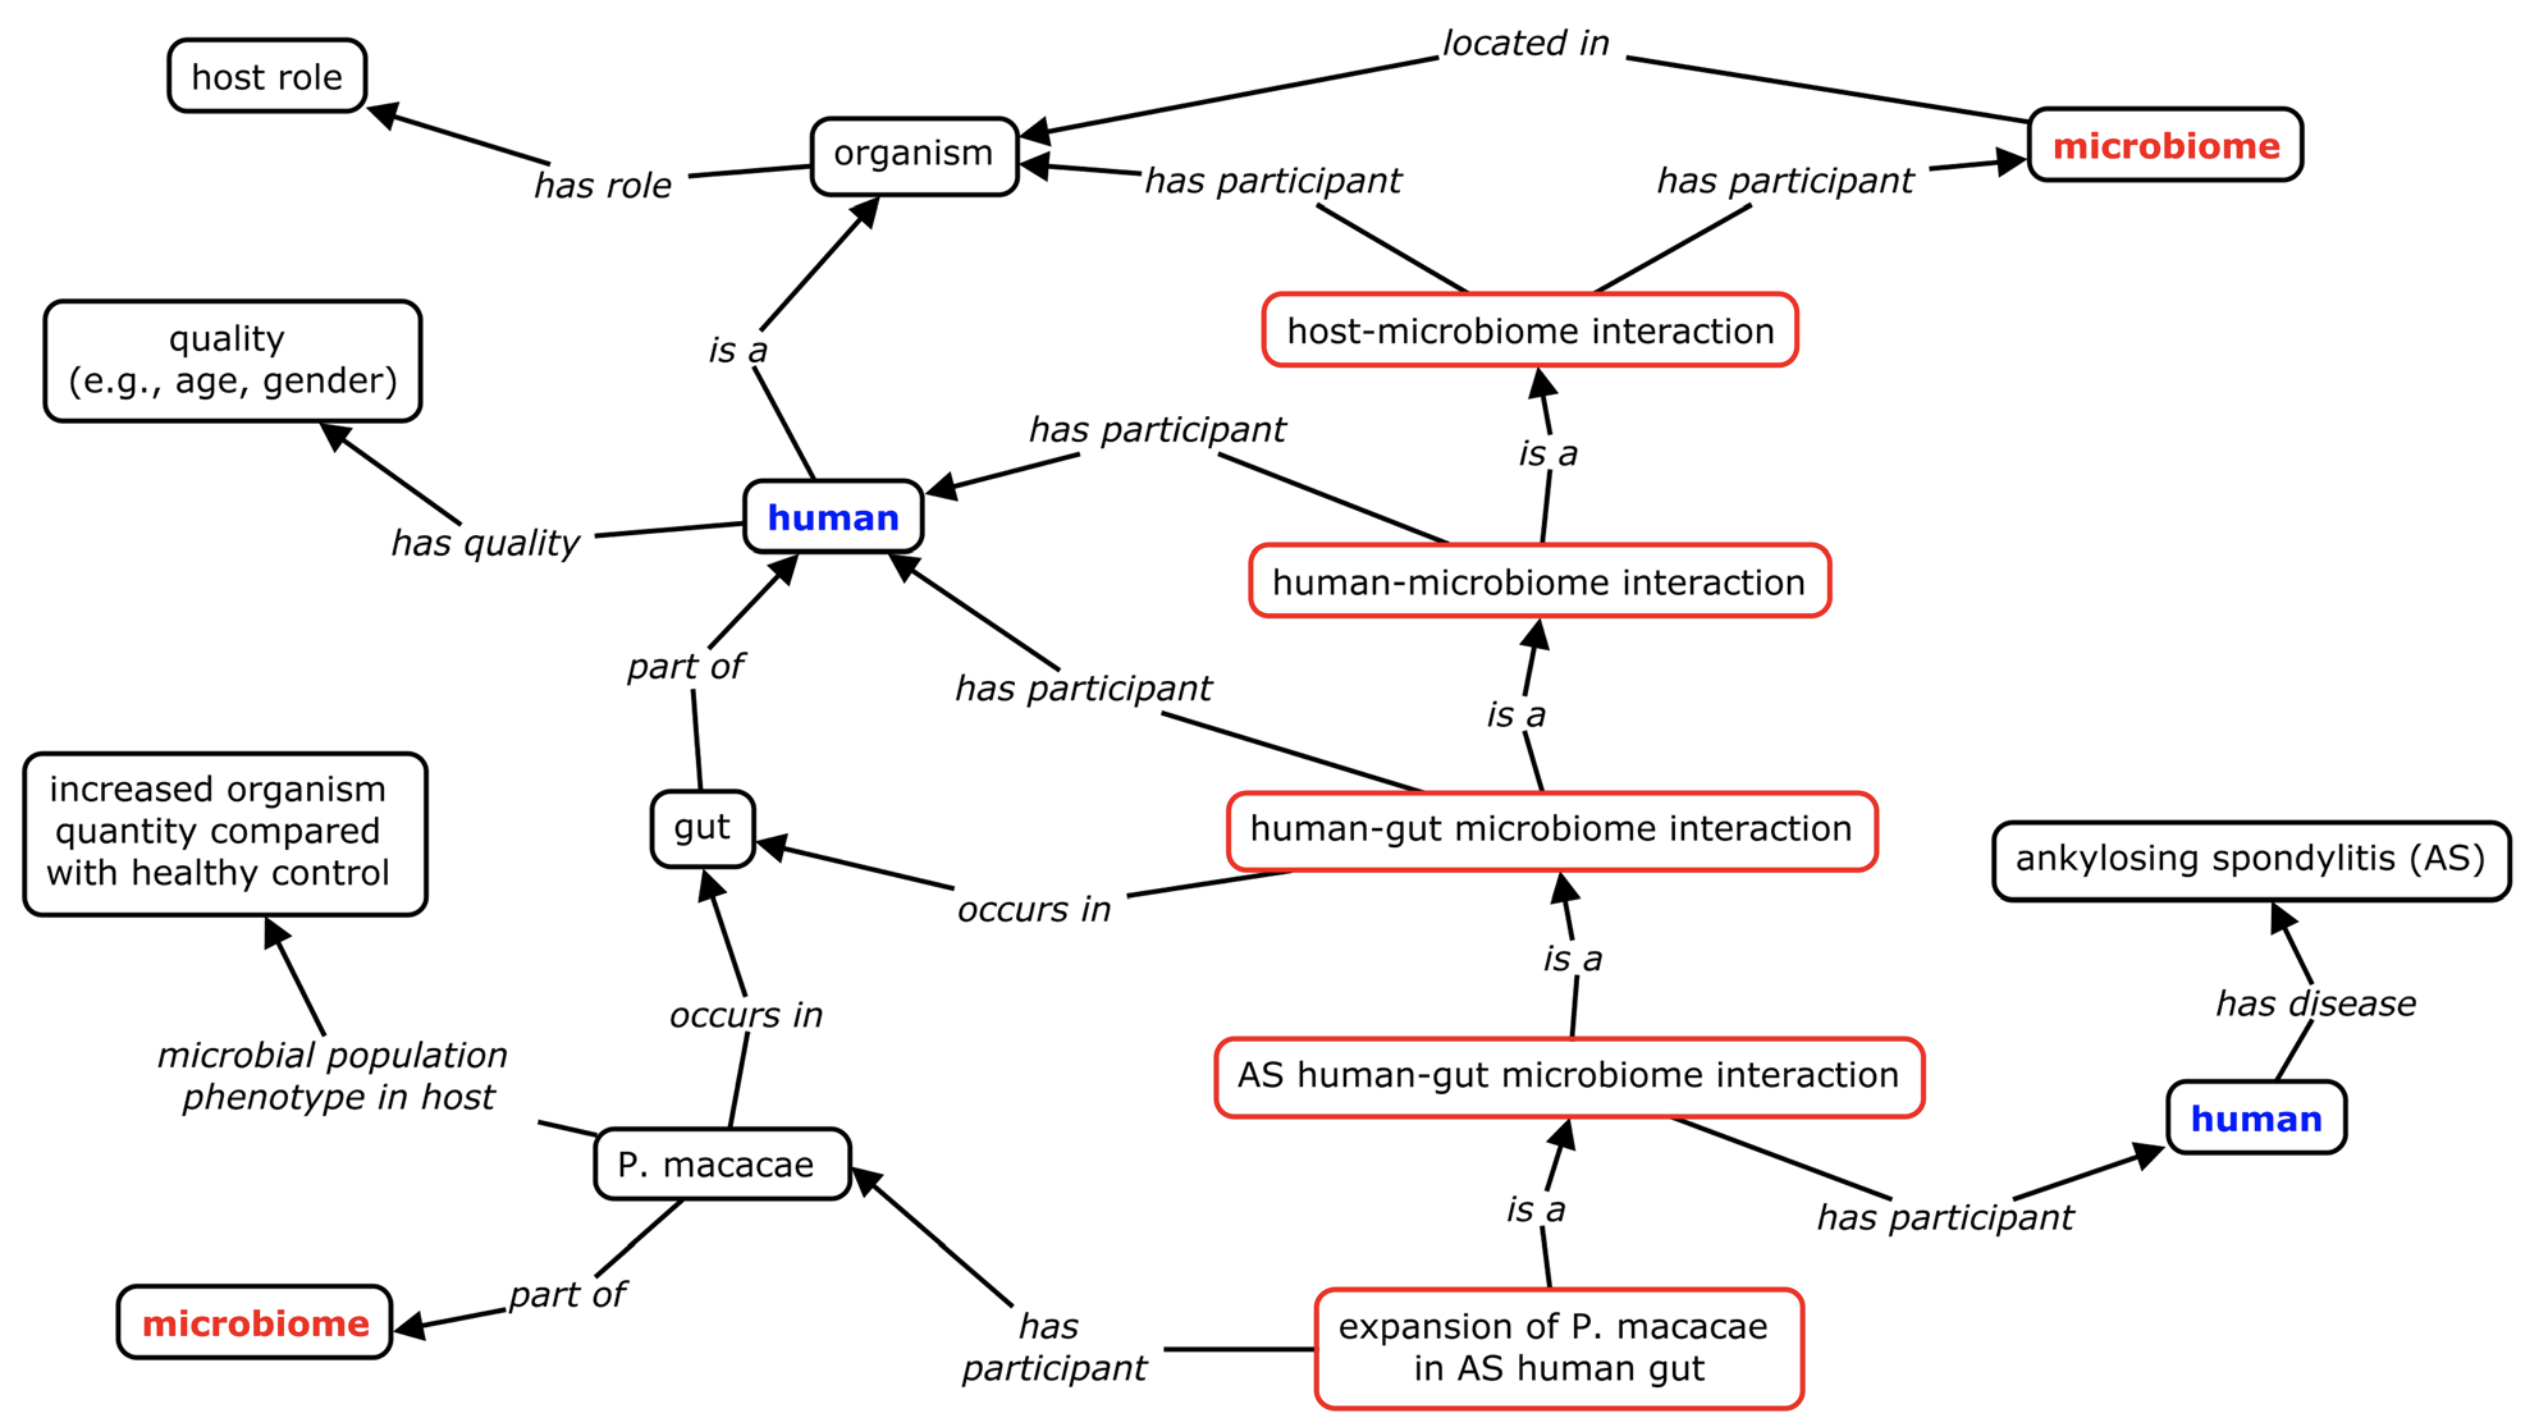 located in
host role
organism
microbiome
has role
has participant
has participant
quality
(e.g., age, gender)
host-microbiome interaction
is a
has participant
is a
human
has quality
human-microbiome interaction
part of
has participant
is a
increased organism
quantity compared
with healthy control
gut
human-gut microbiome interaction
ankylosing spondylitis (AS)
occurs in
is a
occurs in
has disease
microbial population
phenotype in host
AS human-gut microbiome interaction
human
P. macacae
is a
has participant
part of
microbiome
has
participant
expansion of P. macacae
in AS human gut